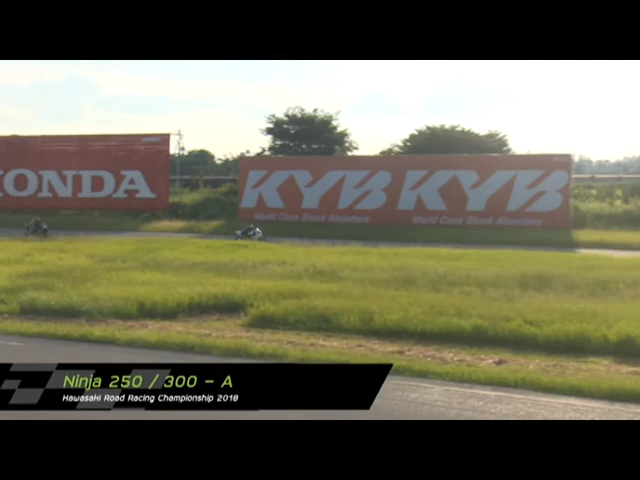 HONDA
KYB KYB
World Class Shock Absorbers World Class Shock Absorbers
Ninja 250 / 300 - A
Kawasaki Road Racing Championship 2018